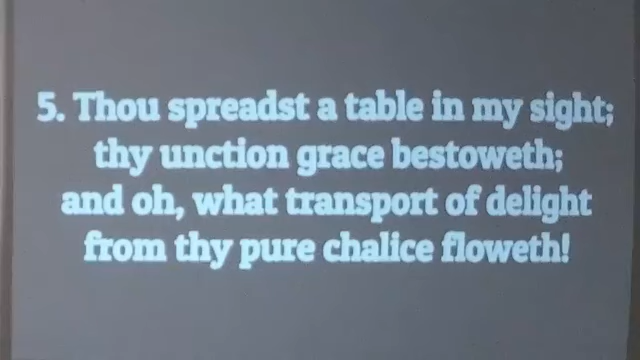 5. Thou spreadst a table in my sight;
thy unction grace bestoweth;
and oh, what transport of delight
from thy pure chalice floweth!